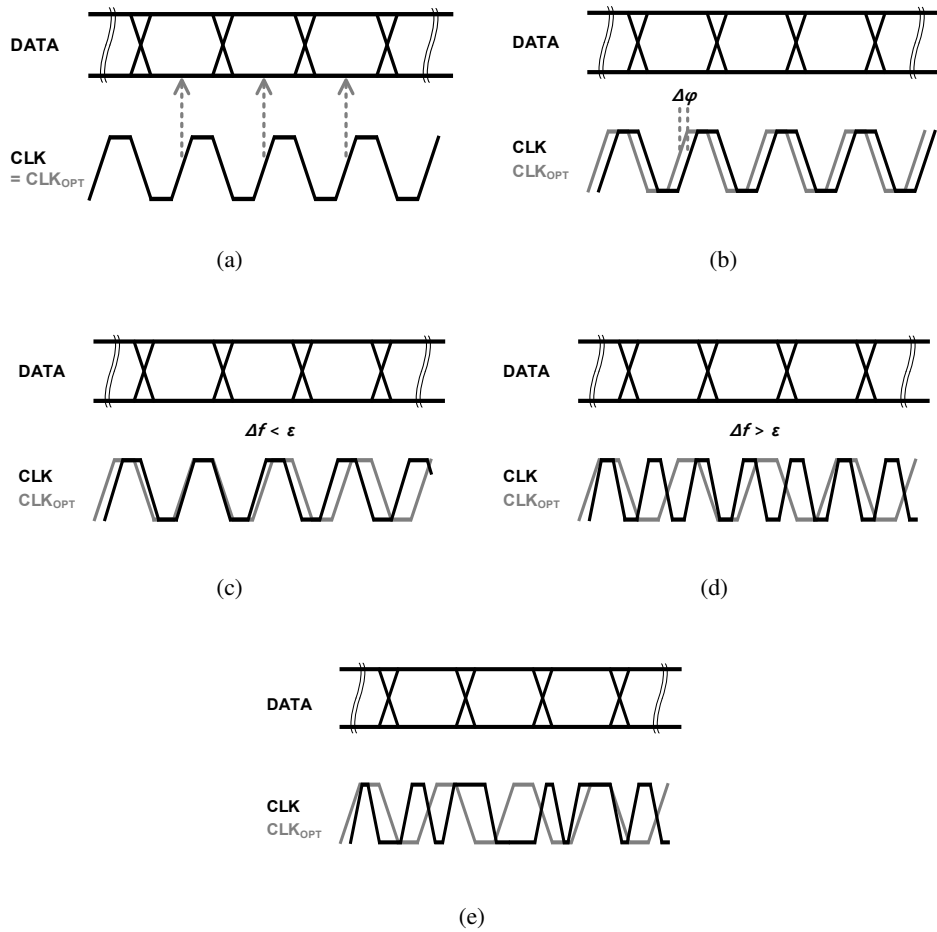 DATA
CLK
= CLKOPT
(a)
DATA
Δφ
CLK
CLKOPT
(b)
DATA
Δf < ε
CLK
CLKOPT
(c)
DATA
Δf > ε
CLK
CLKOPT
(d)
DATA
CLK
CLKOPT
(e)